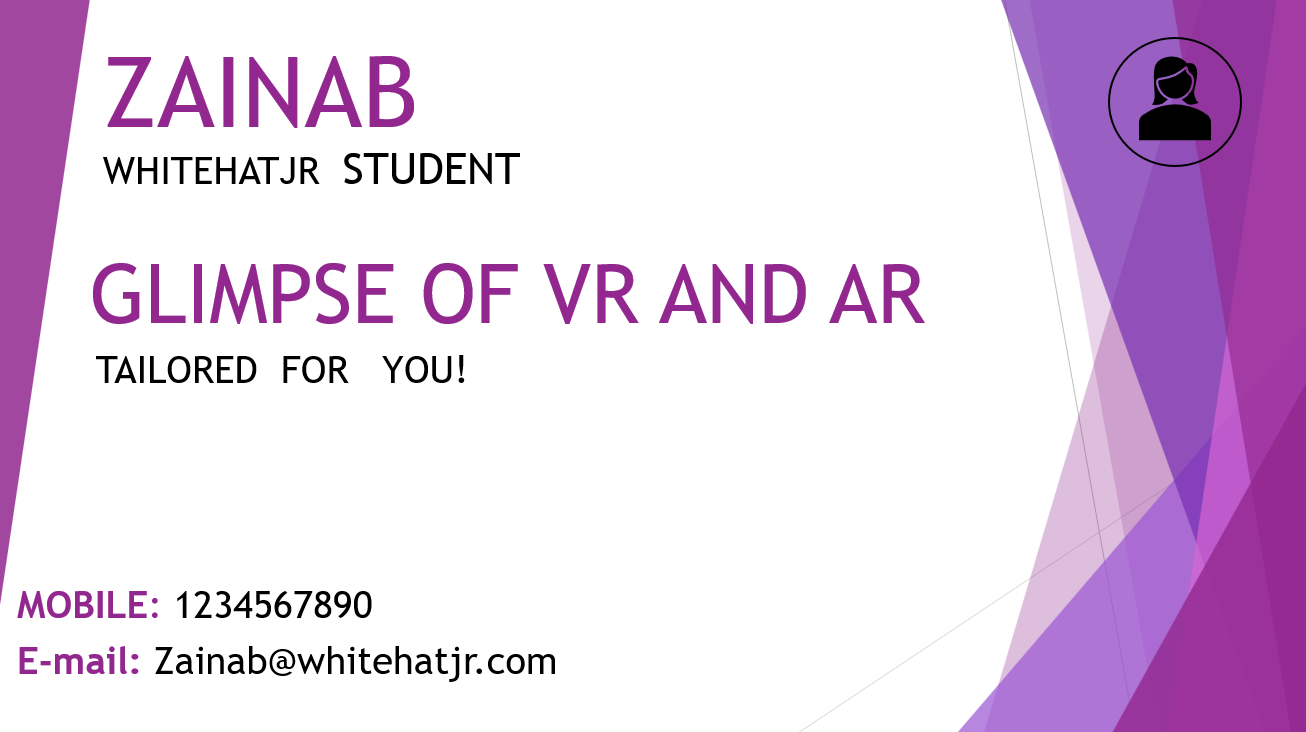 ZAINAB
WHITEHATJR STUDENT
GLIMPSE OF VR AND AR
TAILORED FOR YOU!
MOBILE: 1234567890
E-mail: Zainab@whitehatjr.com